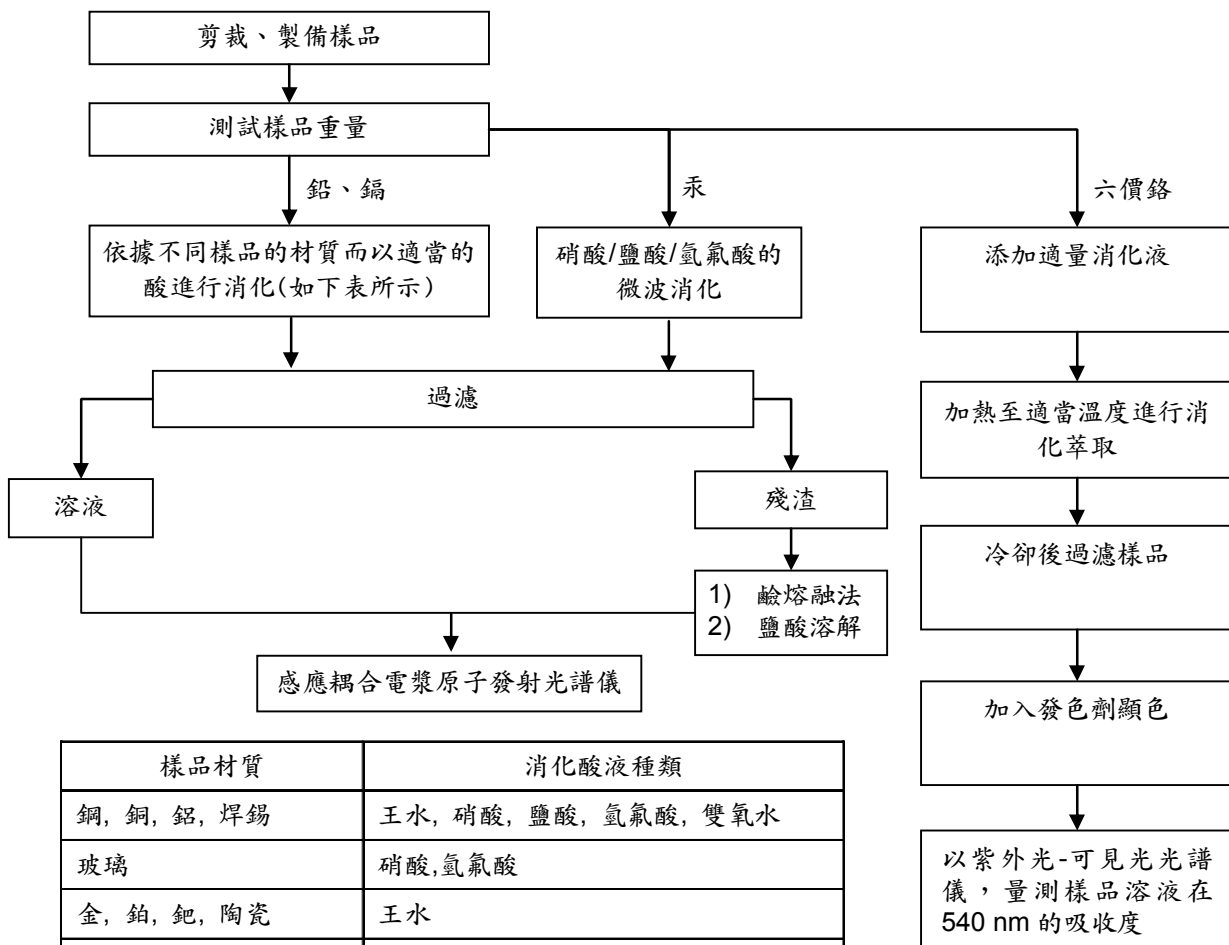 剪裁、製備樣品
測試樣品重量
鉛、鎘
汞
六價鉻
依據不同樣品的材質而以適當的
酸進行消化(如下表所示)
硝酸/鹽酸/氫氟酸的
微波消化
添加適量消化液
過濾
加熱至適當溫度進行消
化萃取
溶液
殘渣
冷卻後過濾樣品
1) 鹼熔融法
2) 鹽酸溶解
感應耦合電漿原子發射光譜儀
加入發色劑顯色
樣品材質 消化酸液種類
鋼, 銅, 鋁, 焊錫 王水, 硝酸, 鹽酸, 氫氟酸, 雙氧水
玻璃 硝酸,氫氟酸
金, 鉑, 鈀, 陶瓷 王水
以紫外光-可見光光譜
儀，量測樣品溶液在
540 nm 的吸收度